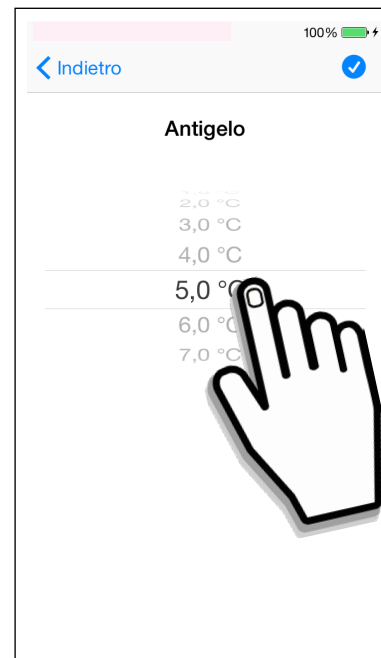 100%
Indietro
Antigelo
2,0 °C
3,0 °C
4,0 °C
5,0 °C
6,0 °C
7,0 °C